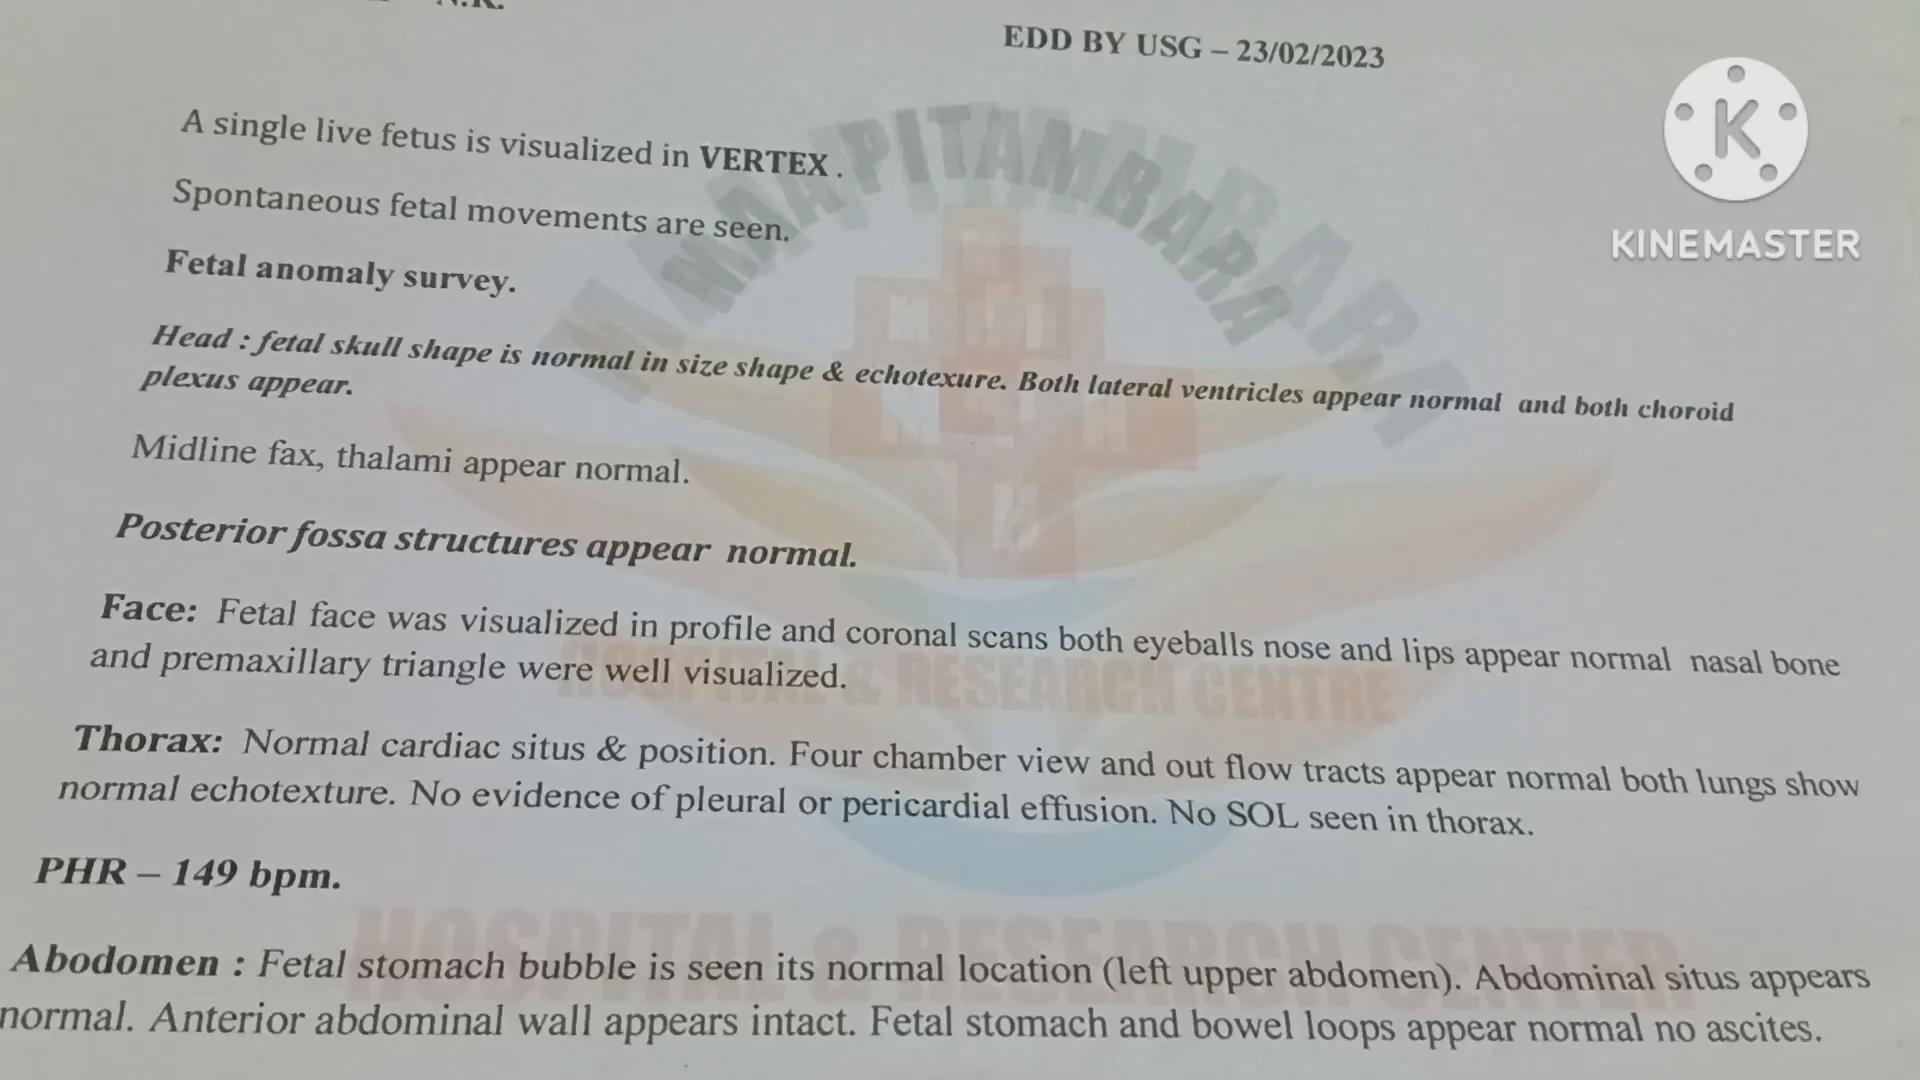 N.K.
EDD BY USG – 23/02/2023
KINEMASTER
A single live fetus is visualized in VERTEX .
Spontaneous fetal movements are seen.
Fetal anomaly survey.
Head : fetal skull shape is normal in size shape & echotexure. Both lateral ventricles appear normal and both choroid
plexus appear.
Midline fax, thalami appear normal.
Posterior fossa structures appear normal.
Face: Fetal face was visualized in profile and coronal scans both eyeballs nose and lips appear normal nasal bone
and premaxillary triangle were well visualized.
Thorax: Normal cardiac situs & position. Four chamber view and out flow tracts appear normal both lungs show
normal echotexture. No evidence of pleural or pericardial effusion. No SOL seen in thorax.
PHR – 149 bpm.
Abodomen : Fetal stomach bubble is seen its normal location (left upper abdomen). Abdominal situs appears
normal. Anterior abdominal wall appears intact. Fetal stomach and bowel loops appear normal no ascites.
MAAPITAMBARA
HOSPITAL & RESEARCH CENTRE
HOSPITAL & RESEARCH CENTER